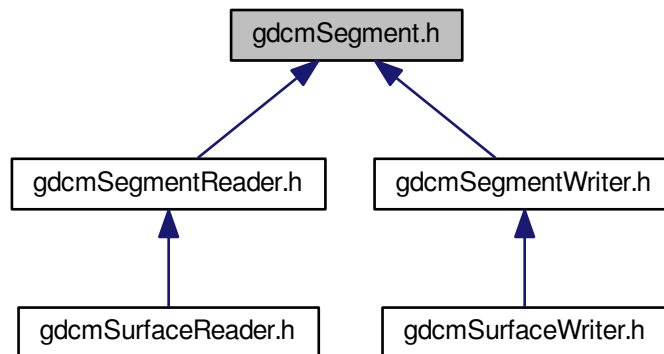 gdcmSegment.h
gdcmSegmentReader.h
gdcmSegmentWriter.h
gdcmSurfaceReader.h
gdcmSurfaceWriter.h